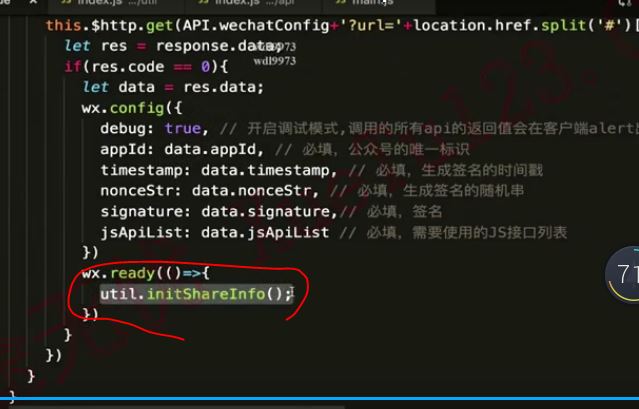 index.js …/util
index.js …/api
main.js
this.$http.get(API.wechatConfig+'?url='+location.href.split('#')[
let res = response.data;
wdl9973
if(res.code == 0){
let data = res.data;
wx.config({
debug: true, // 开启调试模式,调用的所有api的返回值会在客户端alert出
appId: data.appId, // 必填，公众号的唯一标识
timestamp: data.timestamp, // 必填，生成签名的时间戳
nonceStr: data.nonceStr, // 必填，生成签名的随机串
signature: data.signature,// 必填，签名
jsApiList: data.jsApiList // 必填，需要使用的JS接口列表
})
wx.ready(()=>{
util.initShareInfo();
})
}
})
}
}
71